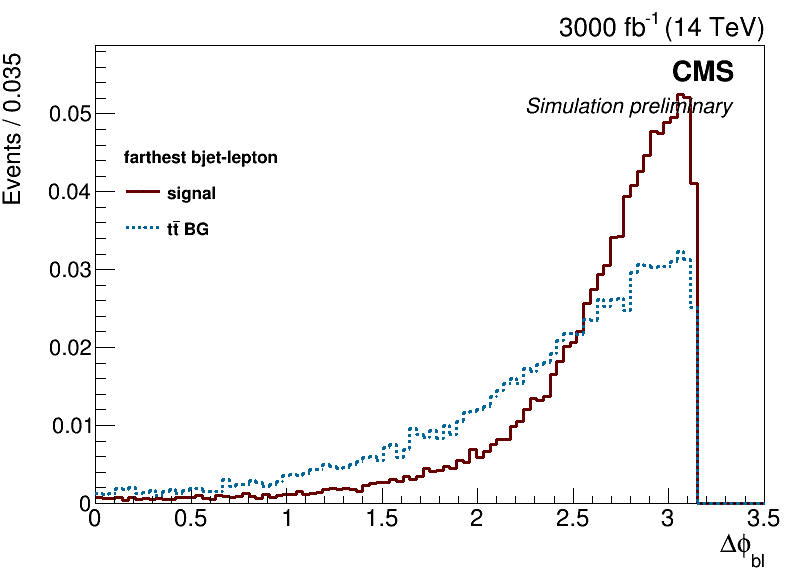 3000 fb⁻¹ (14 TeV)
CMS
Simulation preliminary
Events / 0.035
farthest bjet-lepton
signal
tt̄ BG
0.05
0.04
0.03
0.02
0.01
0
0 0.5 1 1.5 2 2.5 3 3.5
Δϕ_bl